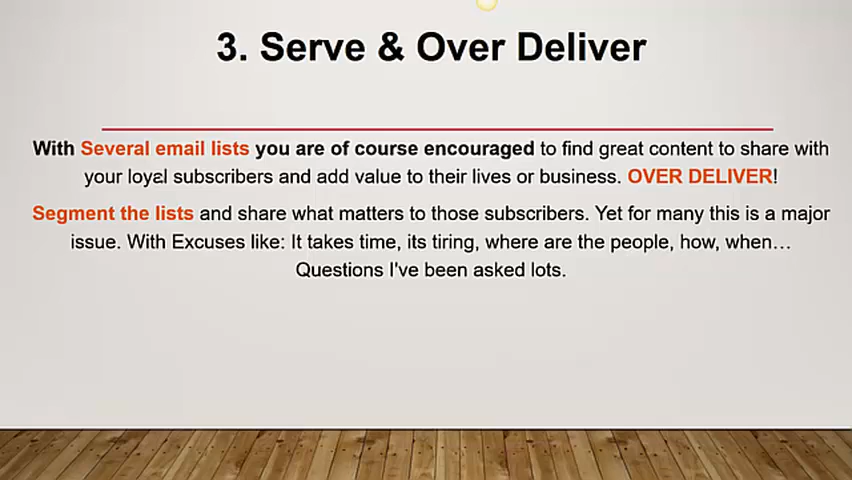 3. Serve & Over Deliver
With Several email lists you are of course encouraged to find great content to share with
your loyal subscribers and add value to their lives or business. OVER DELIVER!
Segment the lists and share what matters to those subscribers. Yet for many this is a major
issue. With Excuses like: It takes time, its tiring, where are the people, how, when…
Questions I've been asked lots.